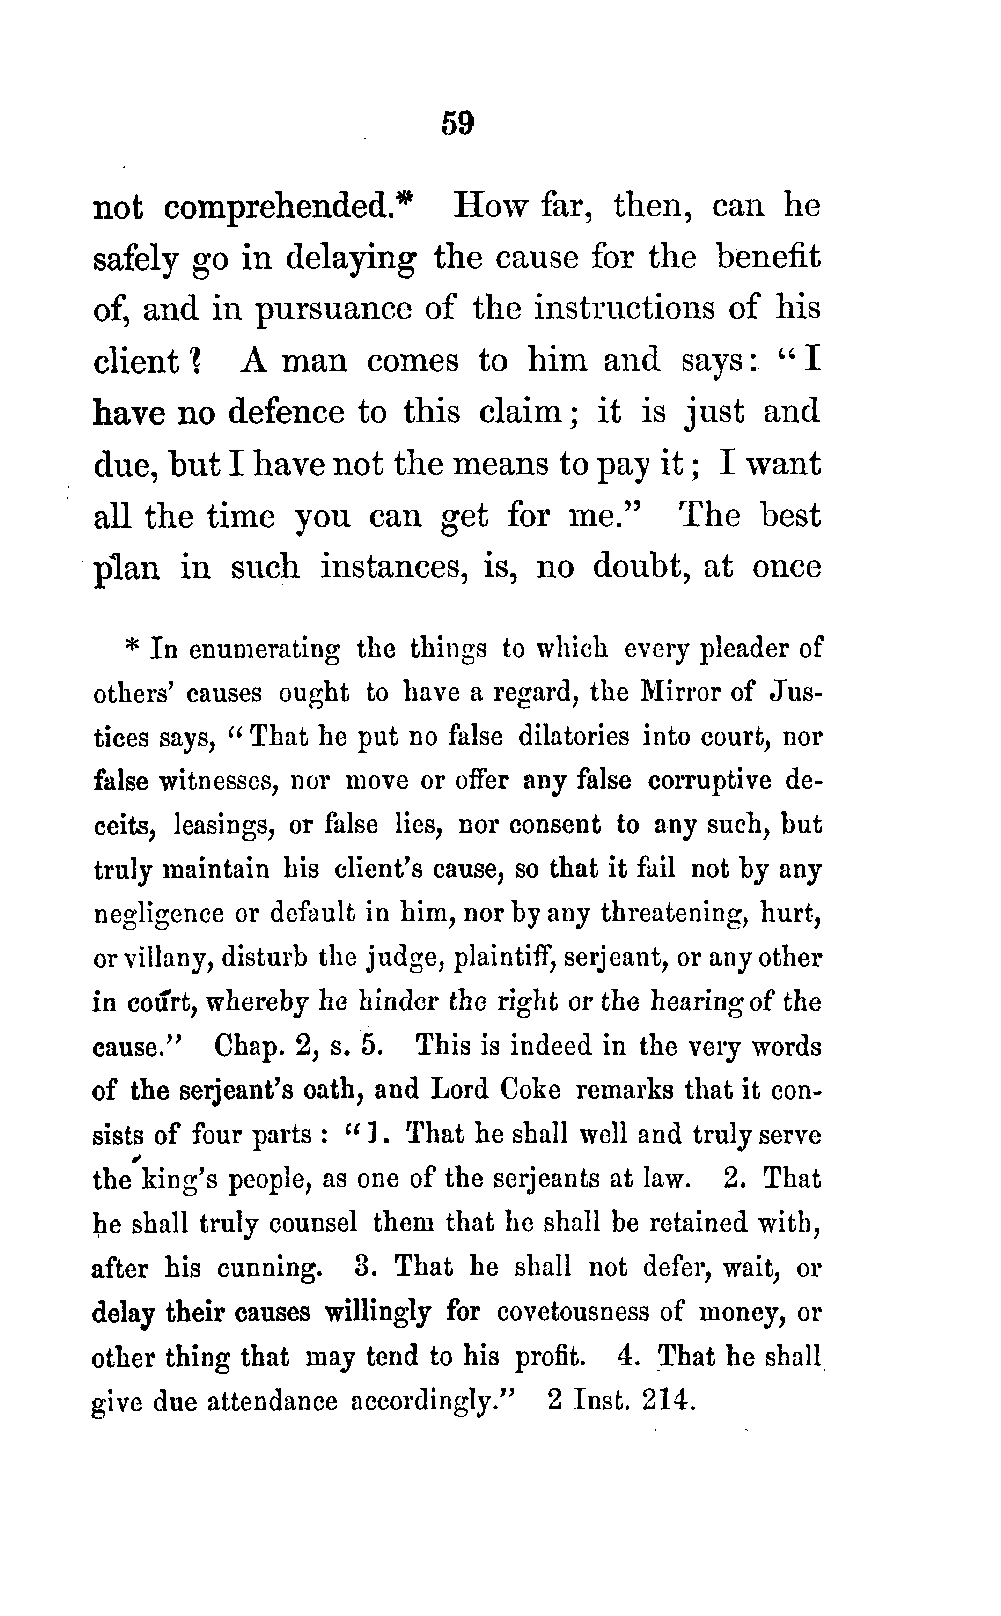 59
not comprehended.* How far, then, can he
safely go in delaying the cause for the benefit
of, and in pursuance of the instructions of his
client? A man comes to him and says: "I
have no defence to this claim; it is just and
due, but I have not the means to pay it; I want
all the time you can get for me." The best
plan in such instances, is, no doubt, at once
* In enumerating the things to which every pleader of
others' causes ought to have a regard, the Mirror of Jus-
tices says, "That he put no false dilatories into court, nor
false witnesses, nor move or offer any false corruptive de-
ceits, leasings, or false lies, nor consent to any such, but
truly maintain his client's cause, so that it fail not by any
negligence or default in him, nor by any threatening, hurt,
or villany, disturb the judge, plaintiff, serjeant, or any other
in court, whereby he hinder the right or the hearing of the
cause." Chap. 2, s. 5. This is indeed in the very words
of the serjeant's oath, and Lord Coke remarks that it con-
sists of four parts: "1. That he shall well and truly serve
the king's people, as one of the serjeants at law. 2. That
he shall truly counsel them that he shall be retained with,
after his cunning. 3. That he shall not defer, wait, or
delay their causes willingly for covetousness of money, or
other thing that may tend to his profit. 4. That he shall
give due attendance accordingly." 2 Inst. 214.